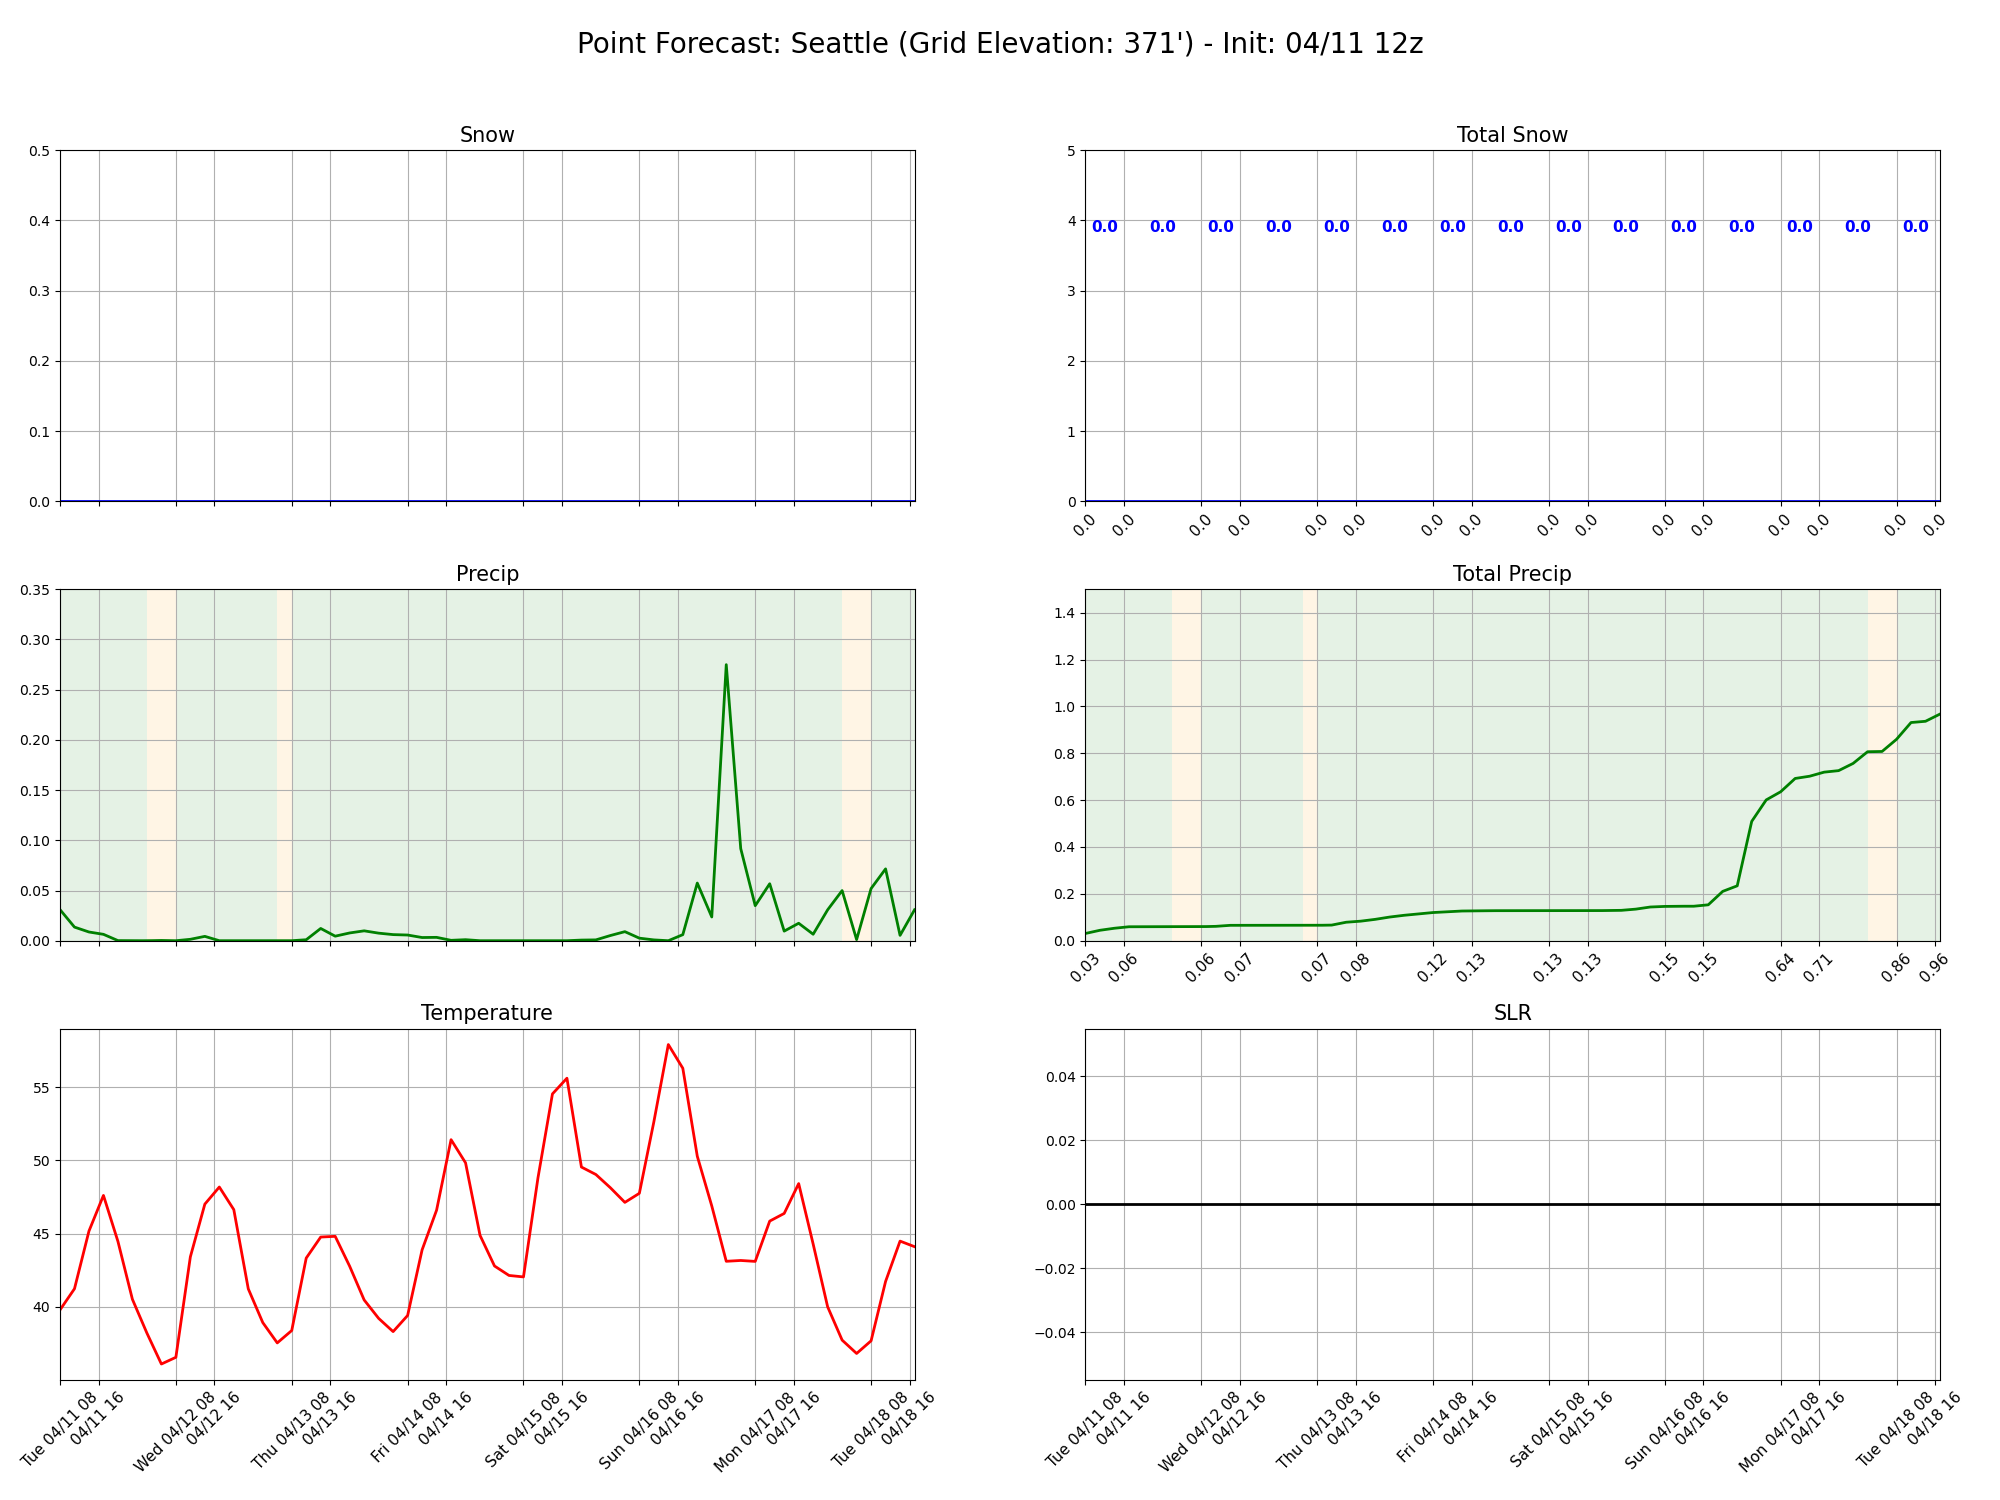 Point Forecast: Seattle (Grid Elevation: 371') - Init: 04/11 12z
Snow
0.5
0.4
0.3
0.2
0.1
0.0
Total Snow
5
4
3
2
1
0
0.0 0.0 0.0 0.0 0.0 0.0 0.0 0.0 0.0 0.0 0.0 0.0 0.0 0.0 0.0
0.0 0.0 0.0 0.0 0.0 0.0 0.0 0.0 0.0 0.0 0.0 0.0 0.0 0.0 0.0 0.0
Precip
0.35
0.30
0.25
0.20
0.15
0.10
0.05
0.00
Total Precip
1.4
1.2
1.0
0.8
0.6
0.4
0.2
0.0
0.03 0.06 0.06 0.07 0.07 0.08 0.12 0.13 0.13 0.13 0.15 0.15 0.64 0.71 0.86 0.96
Temperature
55
50
45
40
Tue 04/11 08
04/11 16
Wed 04/12 08
04/12 16
Thu 04/13 08
04/13 16
Fri 04/14 08
04/14 16
Sat 04/15 08
04/15 16
Sun 04/16 08
04/16 16
Mon 04/17 08
04/17 16
Tue 04/18 08
04/18 16
SLR
0.04
0.02
0.00
−0.02
−0.04
Tue 04/11 08
04/11 16
Wed 04/12 08
04/12 16
Thu 04/13 08
04/13 16
Fri 04/14 08
04/14 16
Sat 04/15 08
04/15 16
Sun 04/16 08
04/16 16
Mon 04/17 08
04/17 16
Tue 04/18 08
04/18 16